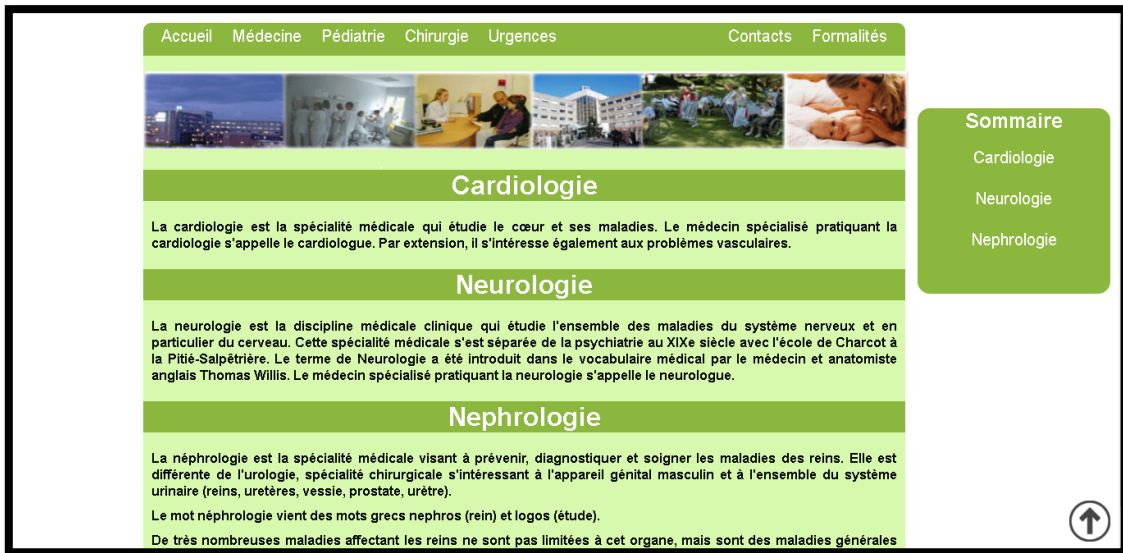 Accueil Médecine Pédiatrie Chirurgie Urgences Contacts Formalités
Sommaire
Cardiologie
Neurologie
Nephrologie
Cardiologie
La cardiologie est la spécialité médicale qui étudie le cœur et ses maladies. Le médecin spécialisé pratiquant la
cardiologie s'appelle le cardiologue. Par extension, il s'intéresse également aux problèmes vasculaires.
Neurologie
La neurologie est la discipline médicale clinique qui étudie l'ensemble des maladies du système nerveux et en
particulier du cerveau. Cette spécialité médicale s'est séparée de la psychiatrie au XIXe siècle avec l'école de Charcot à
la Pitié-Salpêtrière. Le terme de Neurologie a été introduit dans le vocabulaire médical par le médecin et anatomiste
anglais Thomas Willis. Le médecin spécialisé pratiquant la neurologie s'appelle le neurologue.
Nephrologie
La néphrologie est la spécialité médicale visant à prévenir, diagnostiquer et soigner les maladies des reins. Elle est
différente de l'urologie, spécialité chirurgicale s'intéressant à l'appareil génital masculin et à l'ensemble du système
urinaire (reins, uretères, vessie, prostate, urètre).
Le mot néphrologie vient des mots grecs nephros (rein) et logos (étude).
De très nombreuses maladies affectant les reins ne sont pas limitées à cet organe, mais sont des maladies générales